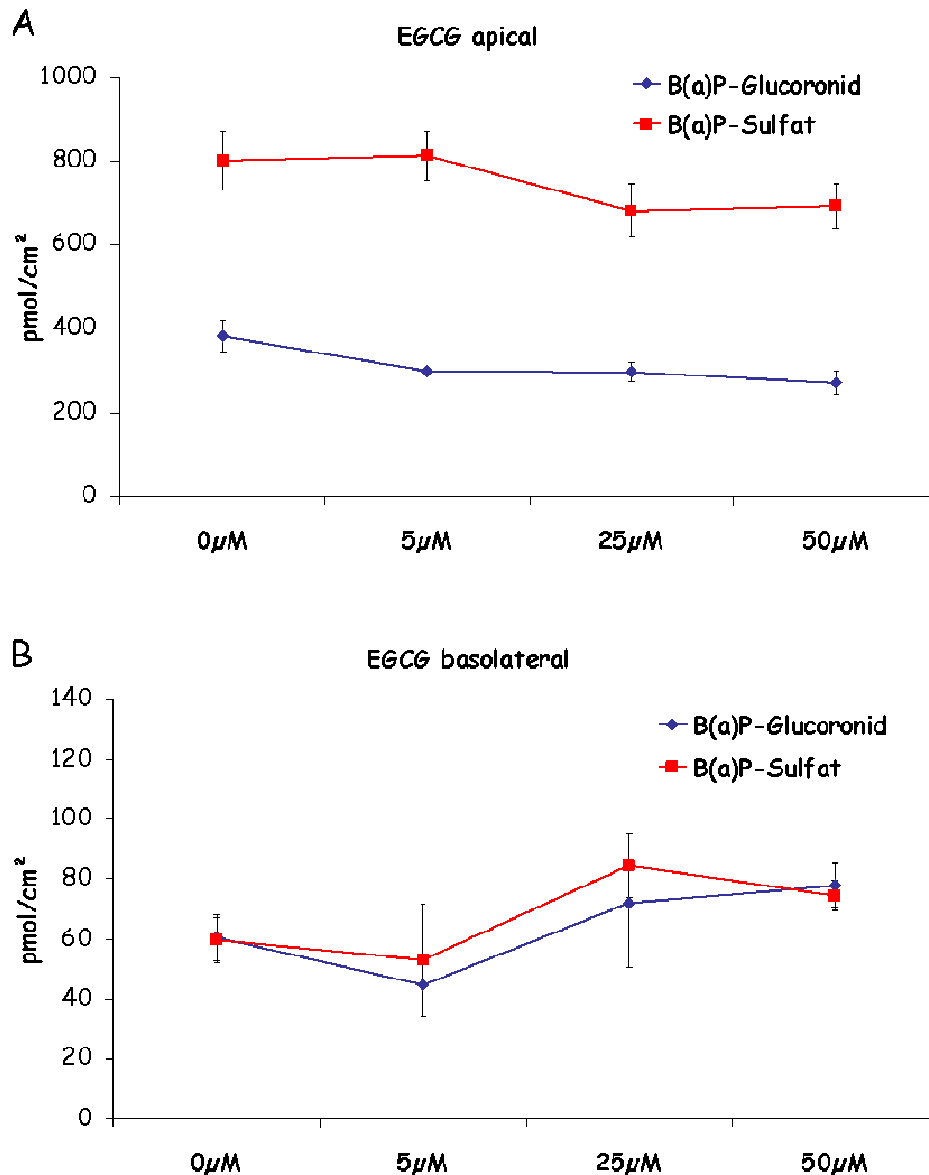 A
EGCG apical
1000
800
600
400
200
0
pmol/cm²
B(a)P-Glucoronid
B(a)P-Sulfat
0µM 5µM 25µM 50µM
B
EGCG basolateral
140
120
100
80
60
40
20
0
pmol/cm²
B(a)P-Glucoronid
B(a)P-Sulfat
0µM 5µM 25µM 50µM